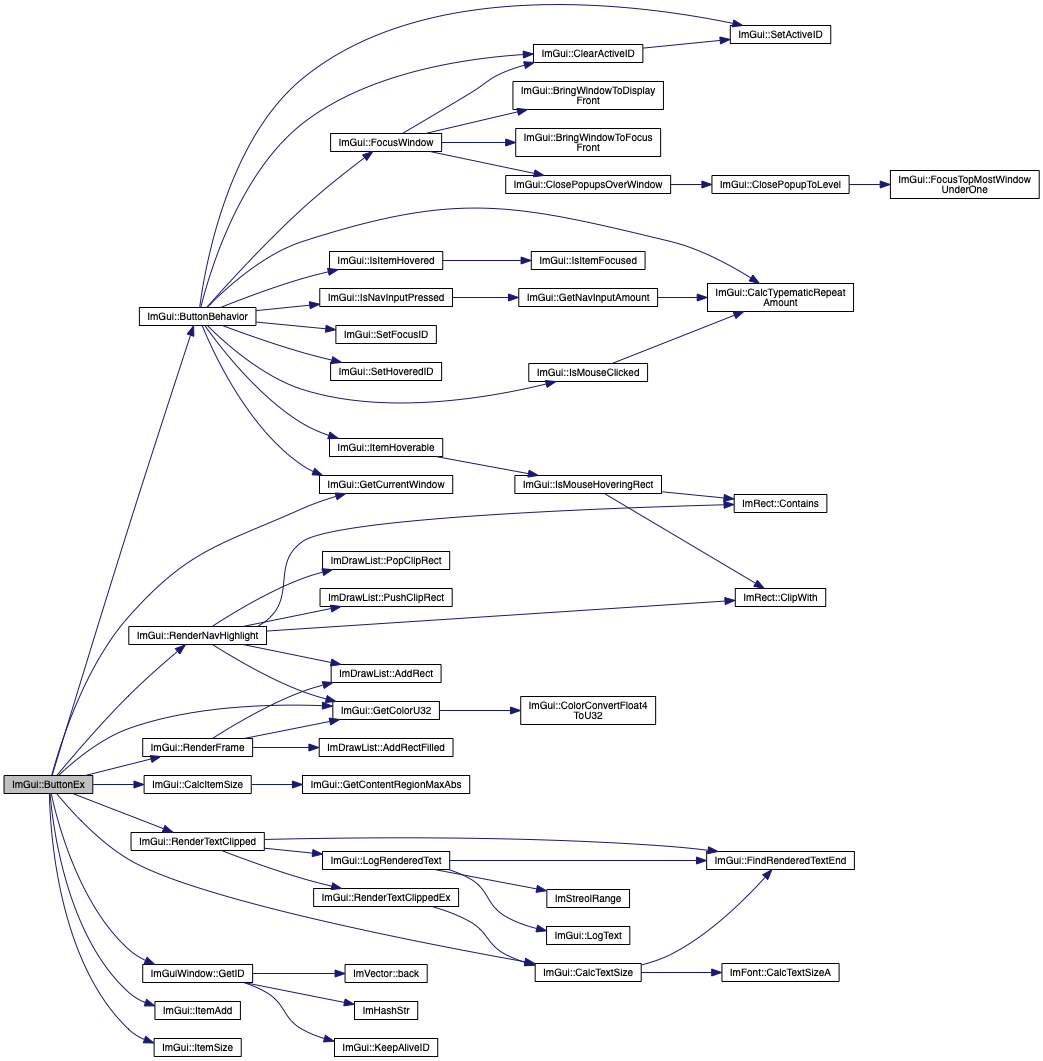 ImGui::SetActiveID
ImGui::ClearActiveID
ImGui::BringWindowToDisplay
Front
ImGui::FocusWindow
ImGui::BringWindowToFocus
Front
ImGui::ClosePopupsOverWindow
ImGui::ClosePopupToLevel
ImGui::FocusTopMostWindow
UnderOne
ImGui::IsItemHovered
ImGui::IsItemFocused
ImGui::IsNavInputPressed
ImGui::GetNavInputAmount
ImGui::CalcTypematicRepeat
Amount
ImGui::ButtonBehavior
ImGui::SetFocusID
ImGui::SetHoveredID
ImGui::IsMouseClicked
ImGui::ItemHoverable
ImGui::GetCurrentWindow
ImGui::IsMouseHoveringRect
ImRect::Contains
ImDrawList::PopClipRect
ImDrawList::PushClipRect
ImRect::ClipWith
ImGui::RenderNavHighlight
ImDrawList::AddRect
ImGui::GetColorU32
ImGui::ColorConvertFloat4
ToU32
ImGui::RenderFrame
ImDrawList::AddRectFilled
ImGui::ButtonEx
ImGui::CalcItemSize
ImGui::GetContentRegionMaxAbs
ImGui::RenderTextClipped
ImGui::LogRenderedText
ImGui::FindRenderedTextEnd
ImGui::RenderTextClippedEx
ImStreolRange
ImGui::LogText
ImGuiWindow::GetID
ImVector::back
ImGui::CalcTextSize
ImFont::CalcTextSizeA
ImGui::ItemAdd
ImHashStr
ImGui::ItemSize
ImGui::KeepAliveID